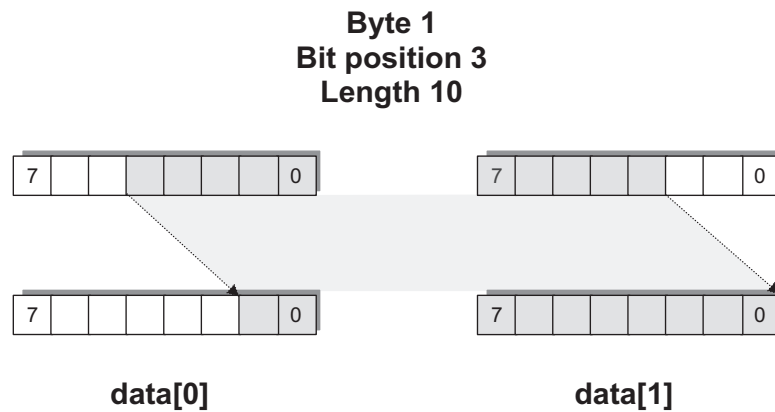 Byte 1
Bit position 3
Length 10
7 0 7 0
7 0 7 0
data[0] data[1]